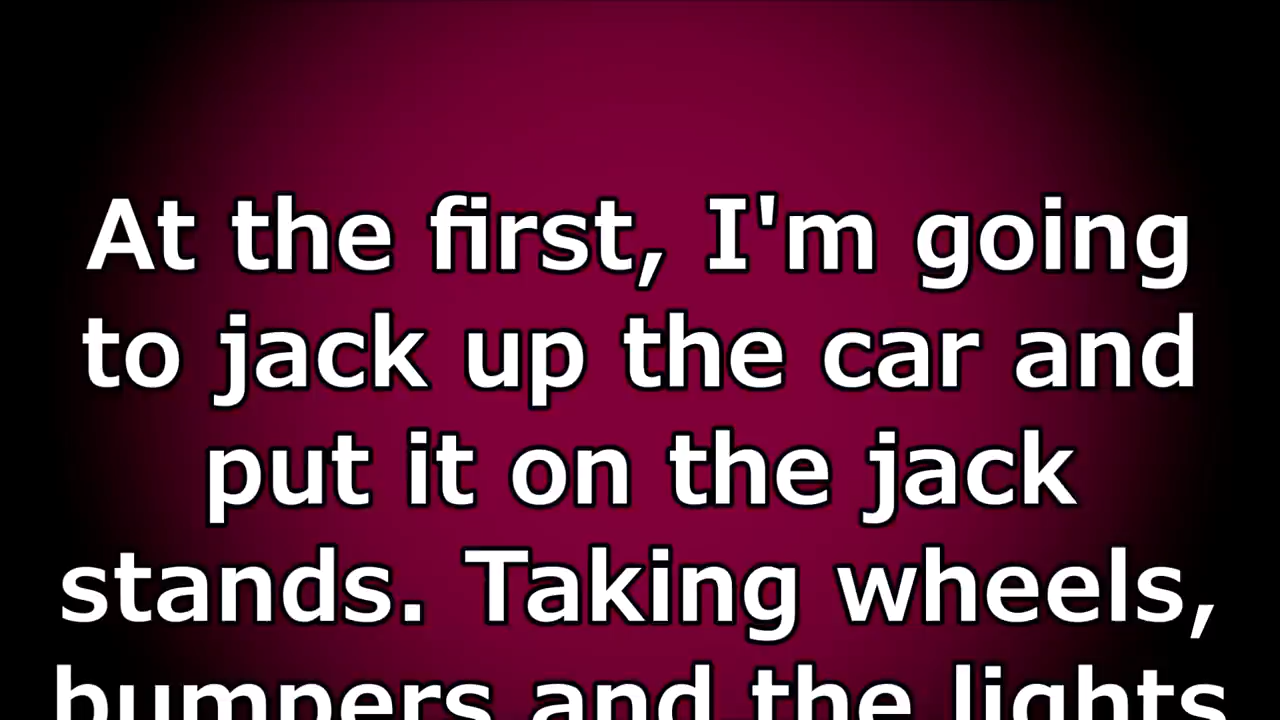 At the first, I'm going
to jack up the car and
put it on the jack
stands. Taking wheels,
bumpers and the lights